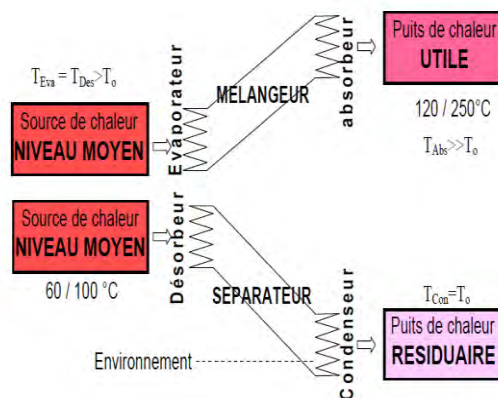 T_Eva = T_Des>T_o
Source de chaleur
NIVEAU MOYEN
Evaporateur
MELANGEUR
absorbeur
Puits de chaleur
UTILE
120 / 250°C
T_Abs>>T_o
Source de chaleur
NIVEAU MOYEN
60 / 100 °C
Désorbeur
SEPARATEUR
Condenseur
Environnement
T_Con=T_o
Puits de chaleur
RESIDUAIRE